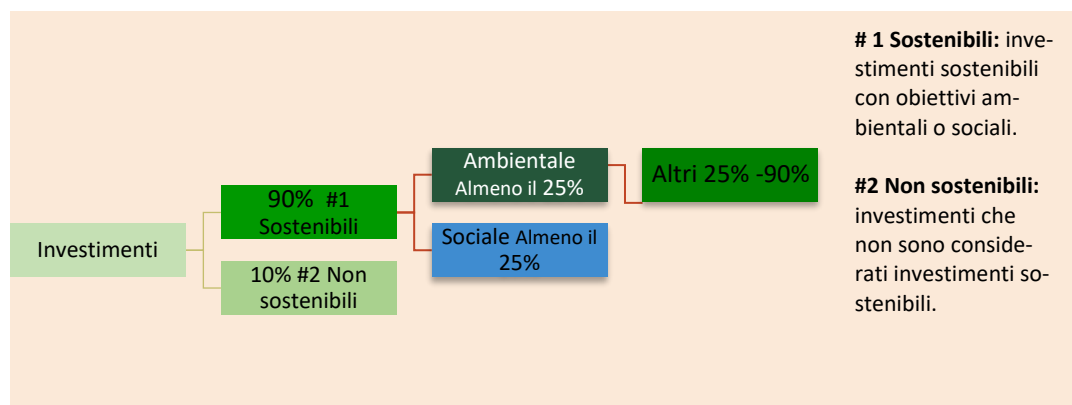 Investimenti
90% #1
Sostenibili
10% #2 Non
sostenibili
Ambientale
Almeno il 25%
Sociale Almeno il
25%
Altri 25% -90%
# 1 Sostenibili: inve-
stimenti sostenibili
con obiettivi am-
bientali o sociali.
#2 Non sostenibili:
investimenti che
non sono conside-
rati investimenti so-
stenibili.